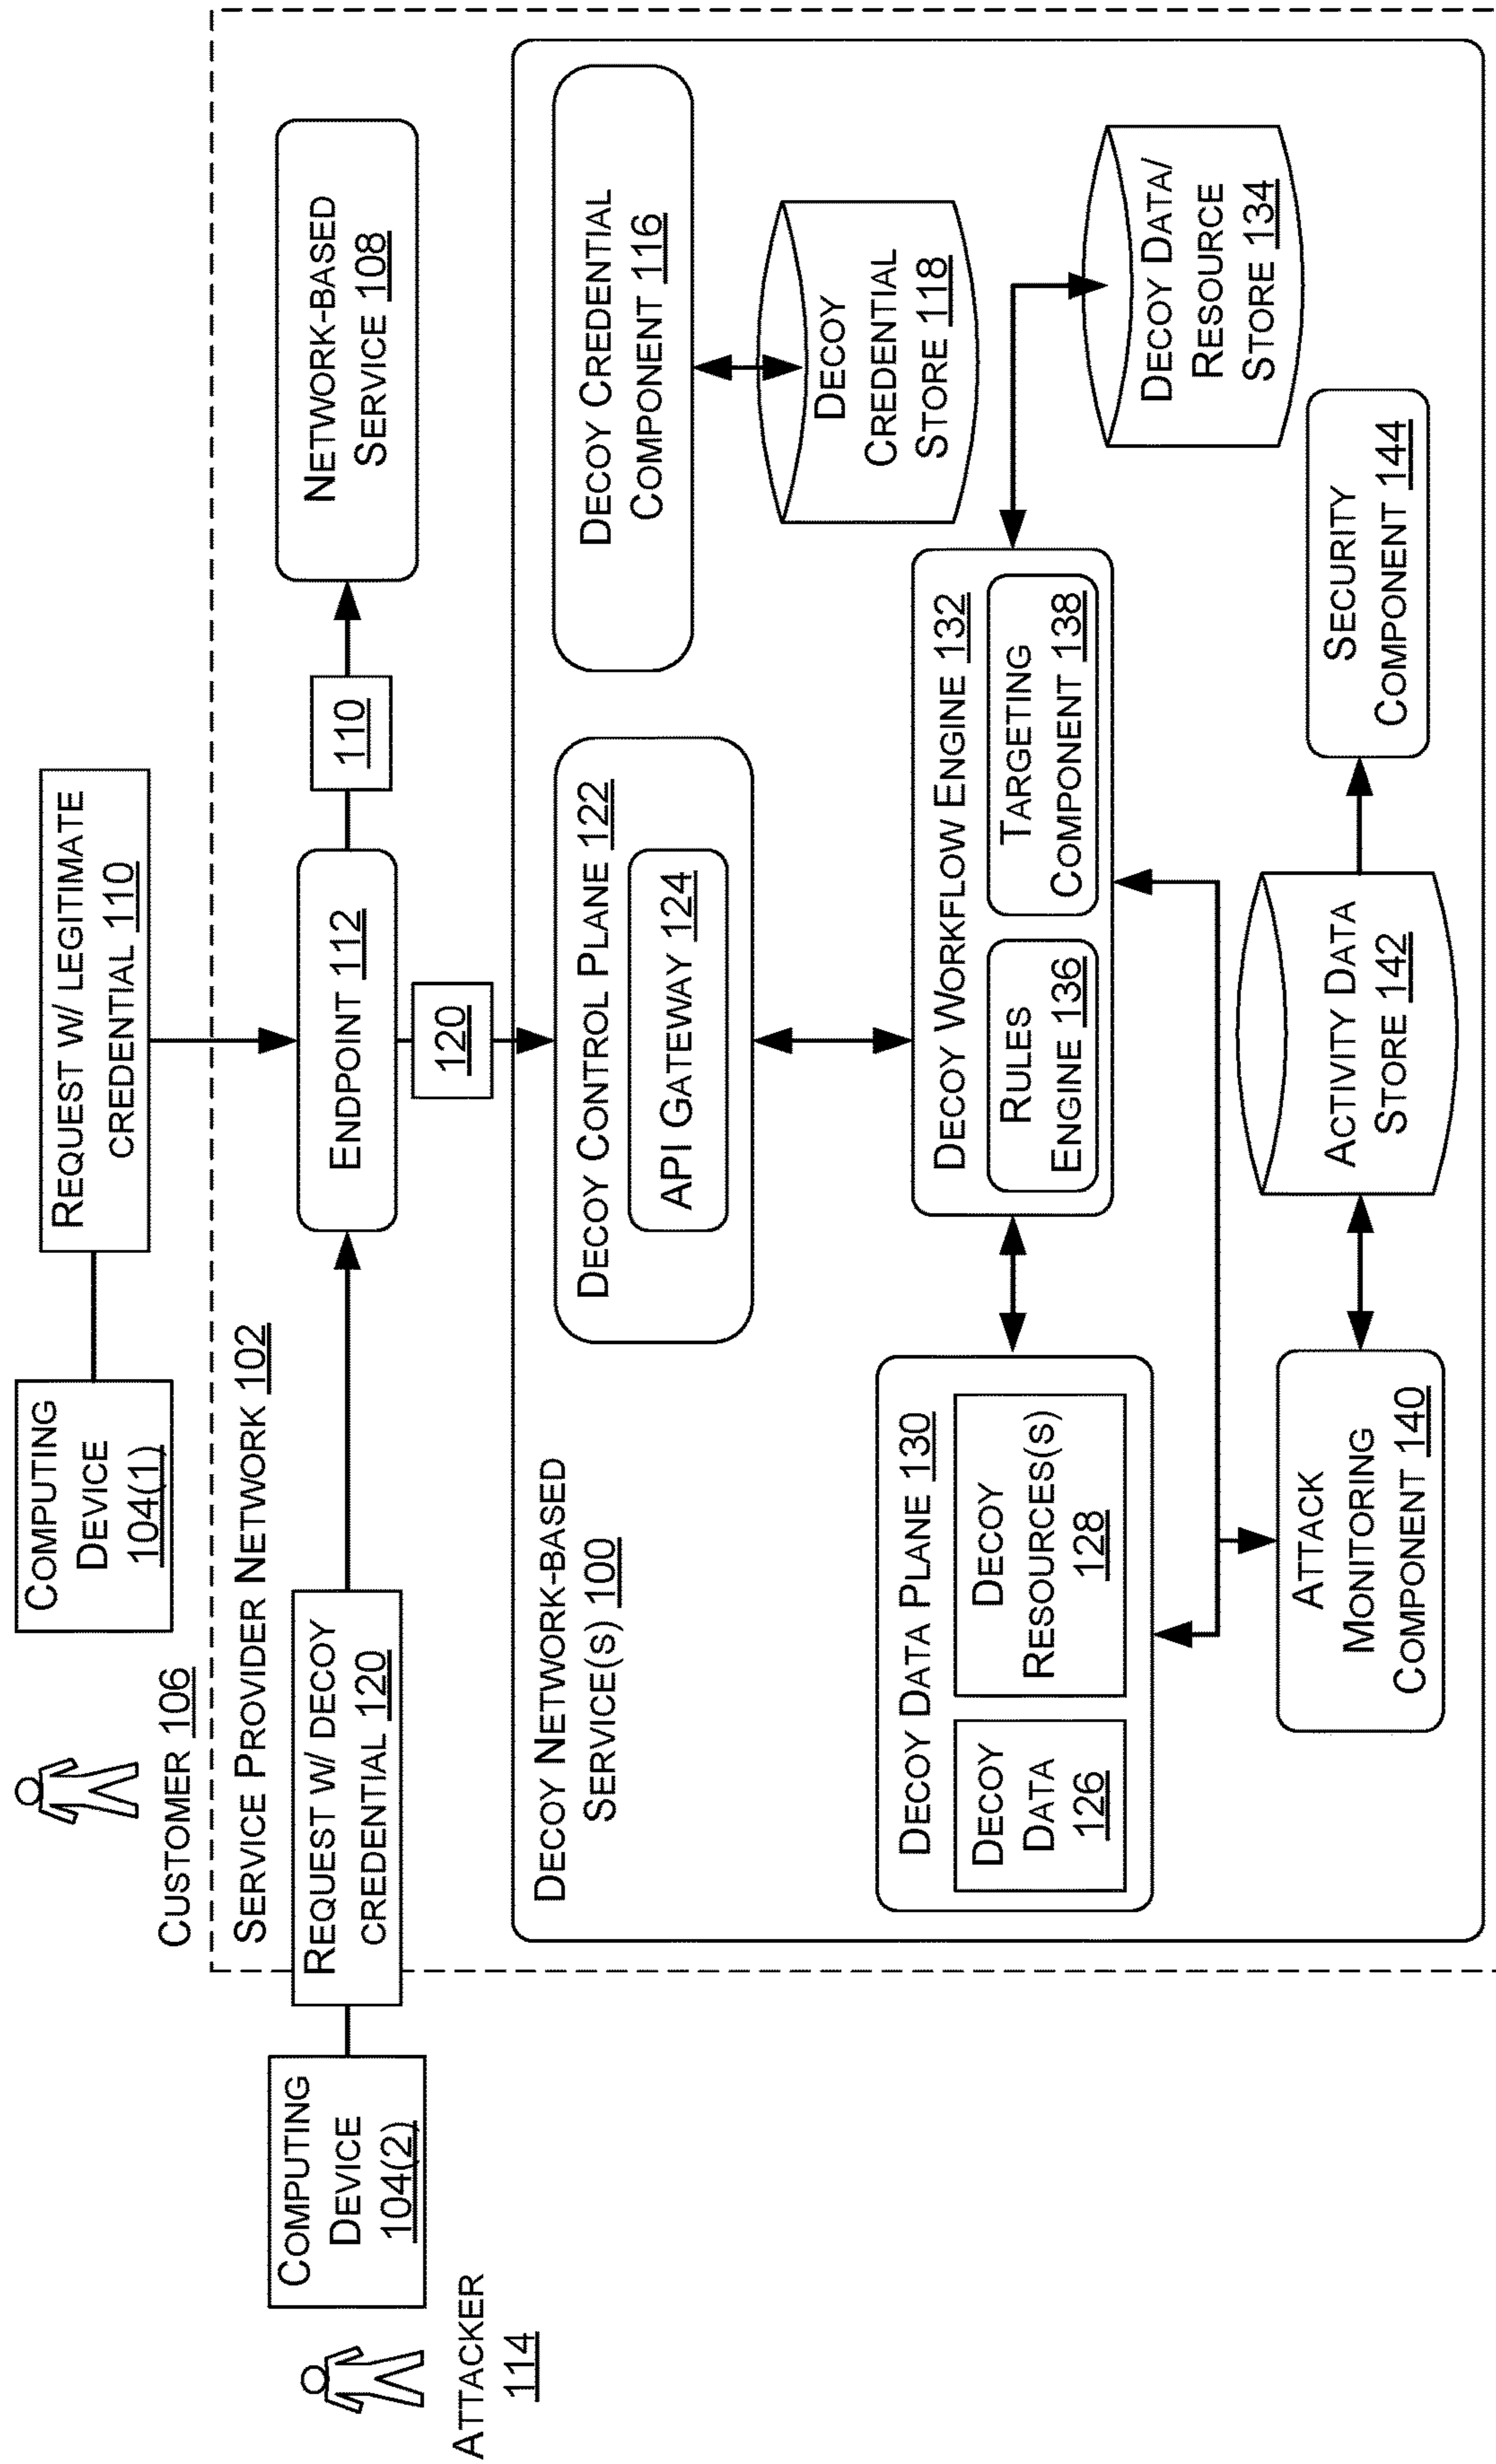 COMPUTING
DEVICE
104(1)
REQUEST W/ LEGITIMATE
CREDENTIAL 110
CUSTOMER 106
SERVICE PROVIDER NETWORK 102
COMPUTING
DEVICE
104(2)
ATTACKER
114
REQUEST W/ DECOY
CREDENTIAL 120
ENDPOINT 112
110
NETWORK-BASED
SERVICE 108
120
DECOY NETWORK-BASED
SERVICE(S) 100
DECOY CONTROL PLANE 122
API GATEWAY 124
DECOY CREDENTIAL
COMPONENT 116
DECOY
CREDENTIAL
STORE 118
DECOY DATA PLANE 130
DECOY
DATA
126
DECOY
RESOURCES(S)
128
DECOY WORKFLOW ENGINE 132
RULES
ENGINE 136
TARGETING
COMPONENT 138
DECOY DATA/
RESOURCE
STORE 134
ATTACK
MONITORING
COMPONENT 140
ACTIVITY DATA
STORE 142
SECURITY
COMPONENT 144